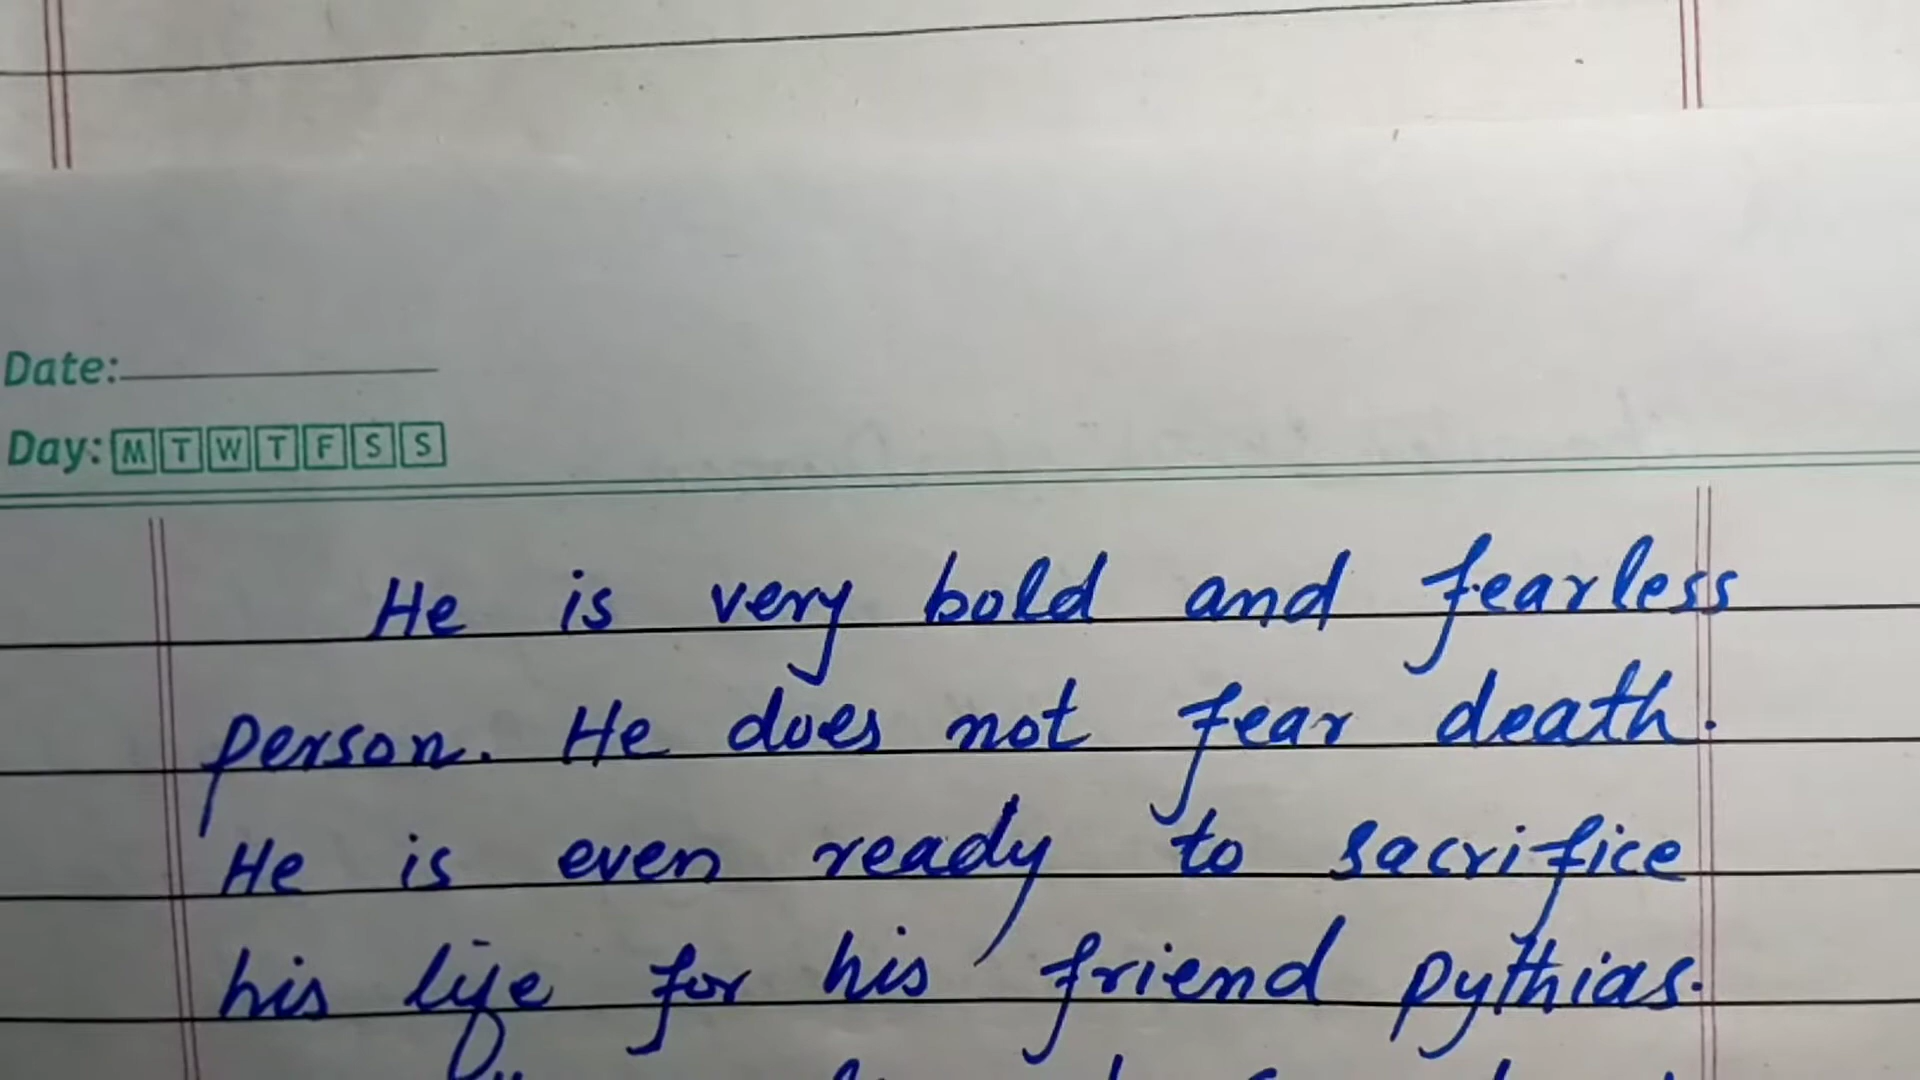 Date:
Day: M T W T F S S
He is very bold and fearless
person. He does not fear death.
He is even ready to sacrifice
his life for his friend pythias.